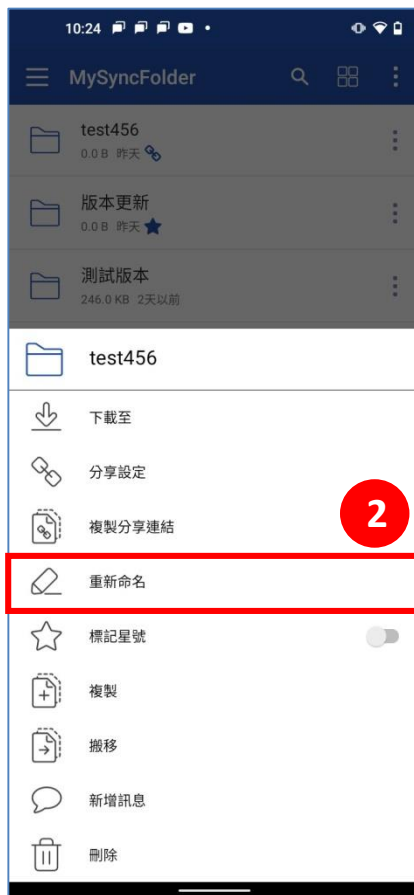 10:24
MySyncFolder
test456
0.0 B 昨天
版本更新
0.0 B 昨天
測試版本
246.0 KB 2天以前
test456
下載至
分享設定
複製分享連結
2
重新命名
標記星號
複製
搬移
新增訊息
刪除